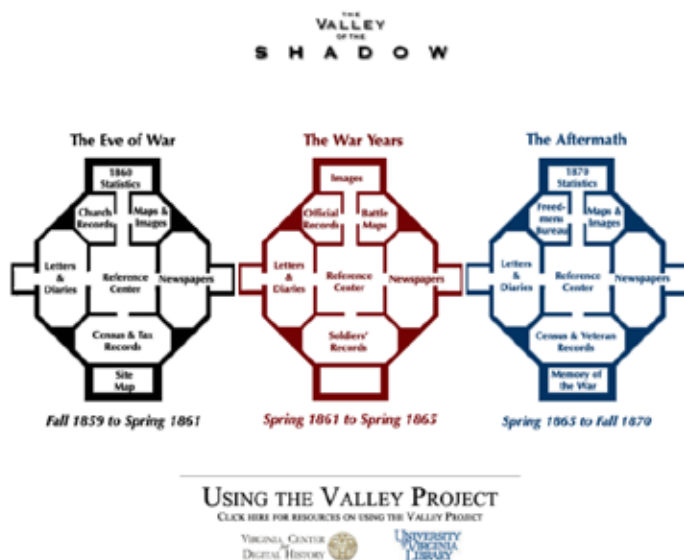 THE
VALLEY
OF THE
SHADOW
The Eve of War
1860
Statistics
Church
Records
Maps &
Images
Letters
&
Diaries
Reference
Center
Newspapers
Census & Tax
Records
Site
Map
Fall 1859 to Spring 1861
The War Years
Images
Official
Records
Battle
Maps
Letters
&
Diaries
Reference
Center
Newspapers
Soldiers'
Records
Spring 1861 to Spring 1865
The Aftermath
1870
Statistics
Freed-
mens
Bureau
Maps &
Images
Letters
&
Diaries
Reference
Center
Newspapers
Census & Veteran
Records
Memory of
the War
Spring 1865 to Fall 1870
USING THE VALLEY PROJECT
CLICK HERE FOR RESOURCES ON USING THE VALLEY PROJECT
VIRGINIA CENTER
for
DIGITAL HISTORY
UNIVERSITY
of VIRGINIA
LIBRARY